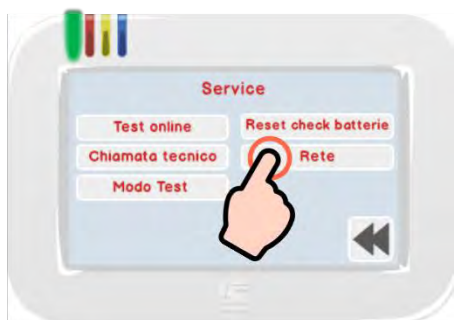 Service
Test online
Reset check batterie
Chiamata tecnico
Rete
Modo Test